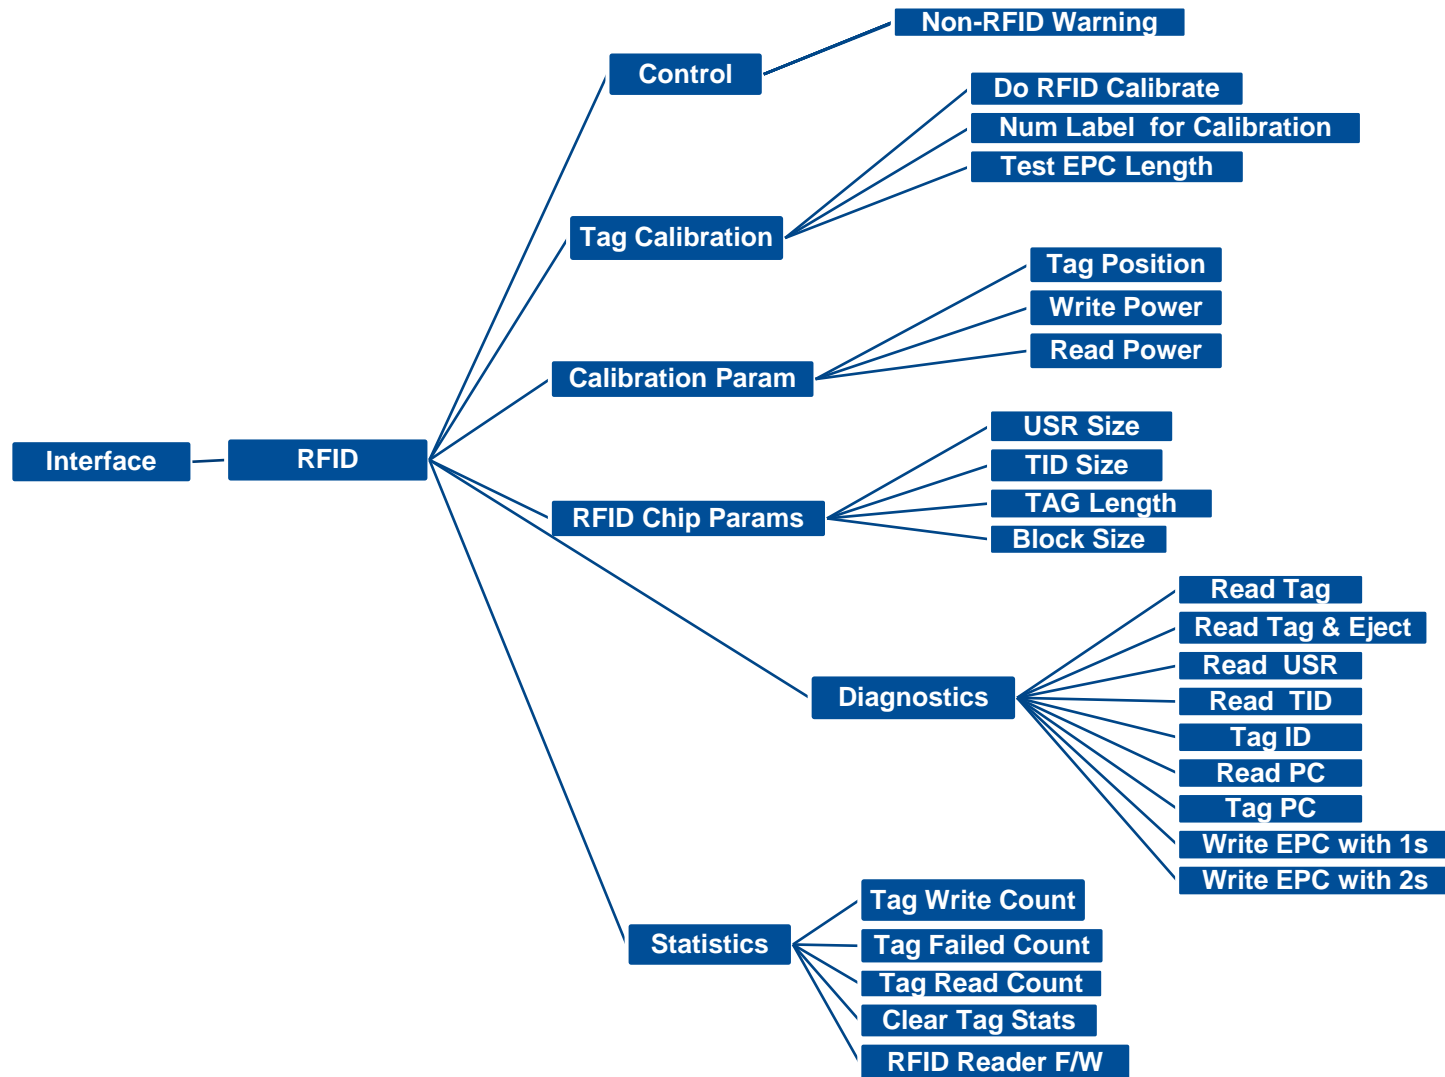 Non-RFID Warning
Control
Do RFID Calibrate
Num Label  for Calibration
Test EPC Length
Tag Calibration
Tag Position
Write Power
Read Power
Calibration Param
Interface
RFID
USR Size
TID Size
TAG Length
Block Size
RFID Chip Params
Read Tag
Read Tag & Eject
Read  USR
Read  TID
Tag ID
Read PC
Tag PC
Write EPC with 1s
Write EPC with 2s
Diagnostics
Tag Write Count
Tag Failed Count
Tag Read Count
Clear Tag Stats
RFID Reader F/W
Statistics